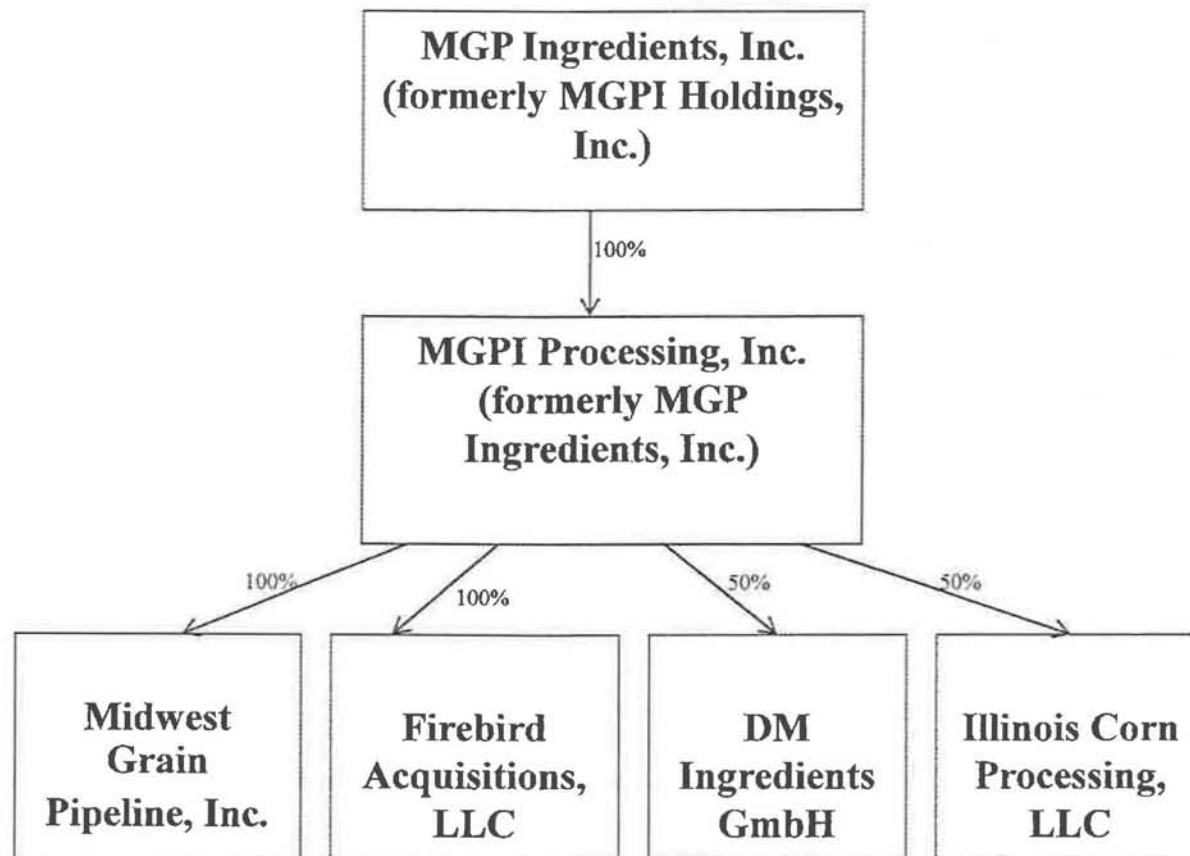 MGP Ingredients, Inc.
(formerly MGPI Holdings,
Inc.)
100%
MGPI Processing, Inc.
(formerly MGP
Ingredients, Inc.)
100%
100%
50%
50%
Midwest
Grain
Pipeline, Inc.
Firebird
Acquisitions,
LLC
DM
Ingredients
GmbH
Illinois Corn
Processing,
LLC